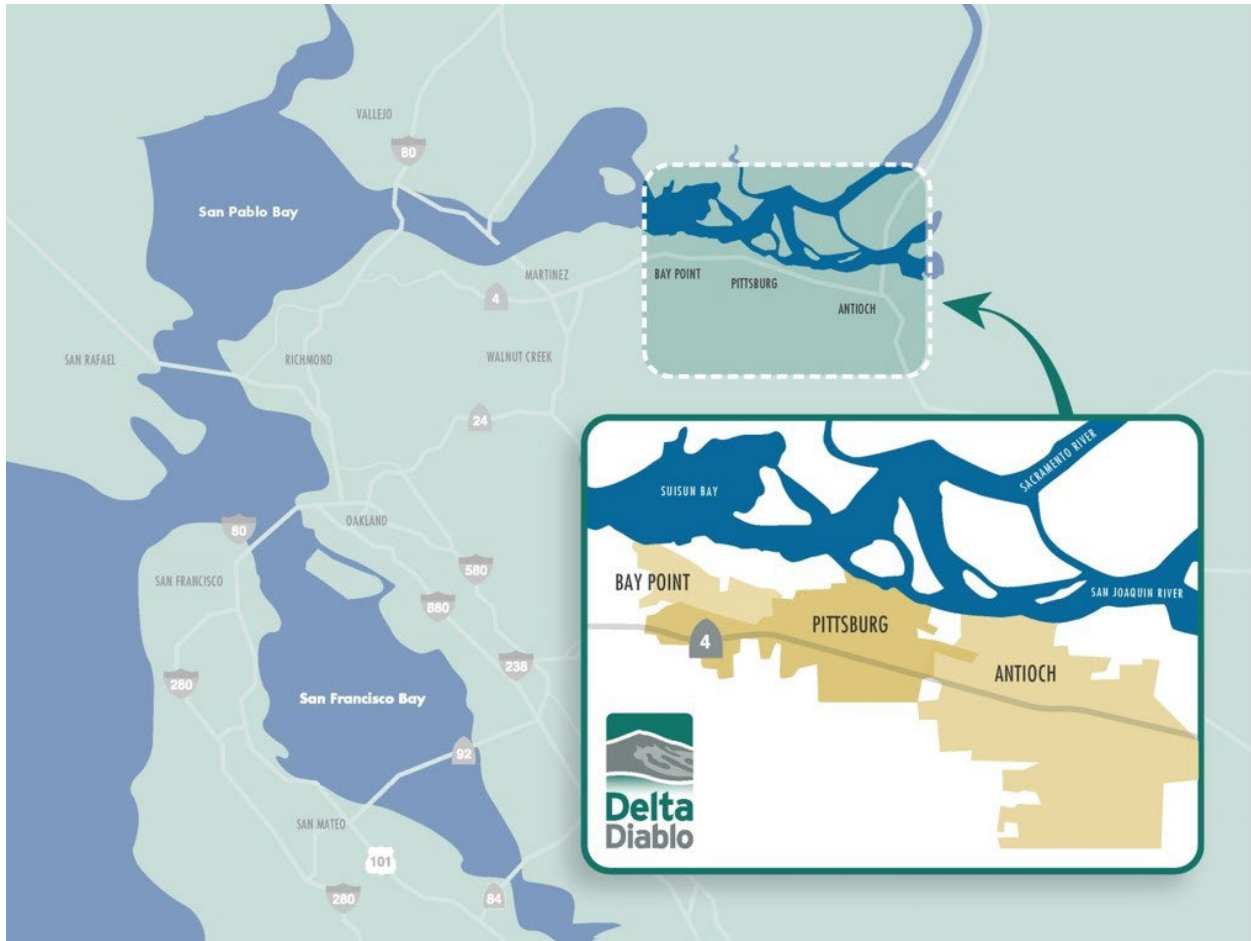 VALLEJO
80
San Pablo Bay
MARTINEZ
4
BAY POINT
PITTSBURG
ANTIOCH
SAN RAFAEL
RICHMOND
WALNUT CREEK
24
80
OAKLAND
SAN FRANCISCO
580
880
280
238
San Francisco Bay
92
SAN MATEO
101
280
84
SACRAMENTO RIVER
SUISUN BAY
SAN JOAQUIN RIVER
BAY POINT
PITTSBURG
4
ANTIOCH
Delta
Diablo